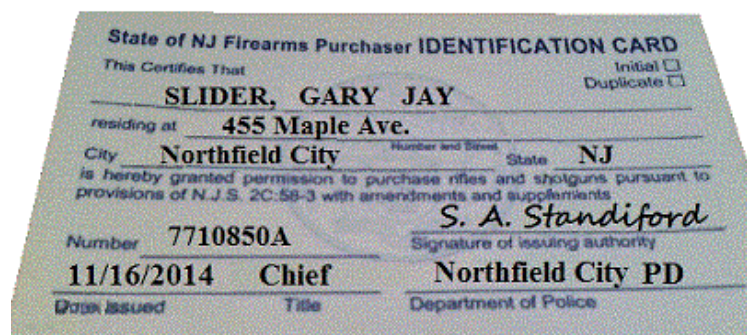 State of NJ Firearms Purchaser IDENTIFICATION CARD
This Certifies That
Initial
Duplicate
SLIDER, GARY JAY
residing at 455 Maple Ave.
Number and Street
City Northfield City State NJ
is hereby granted permission to purchase rifles and shotguns pursuant to
provisions of N.J.S. 2C:58-3 with amendments and supplements
S. A. Standiford
Number 7710850A Signature of issuing authority
11/16/2014 Chief Northfield City PD
Date Issued Title Department of Police